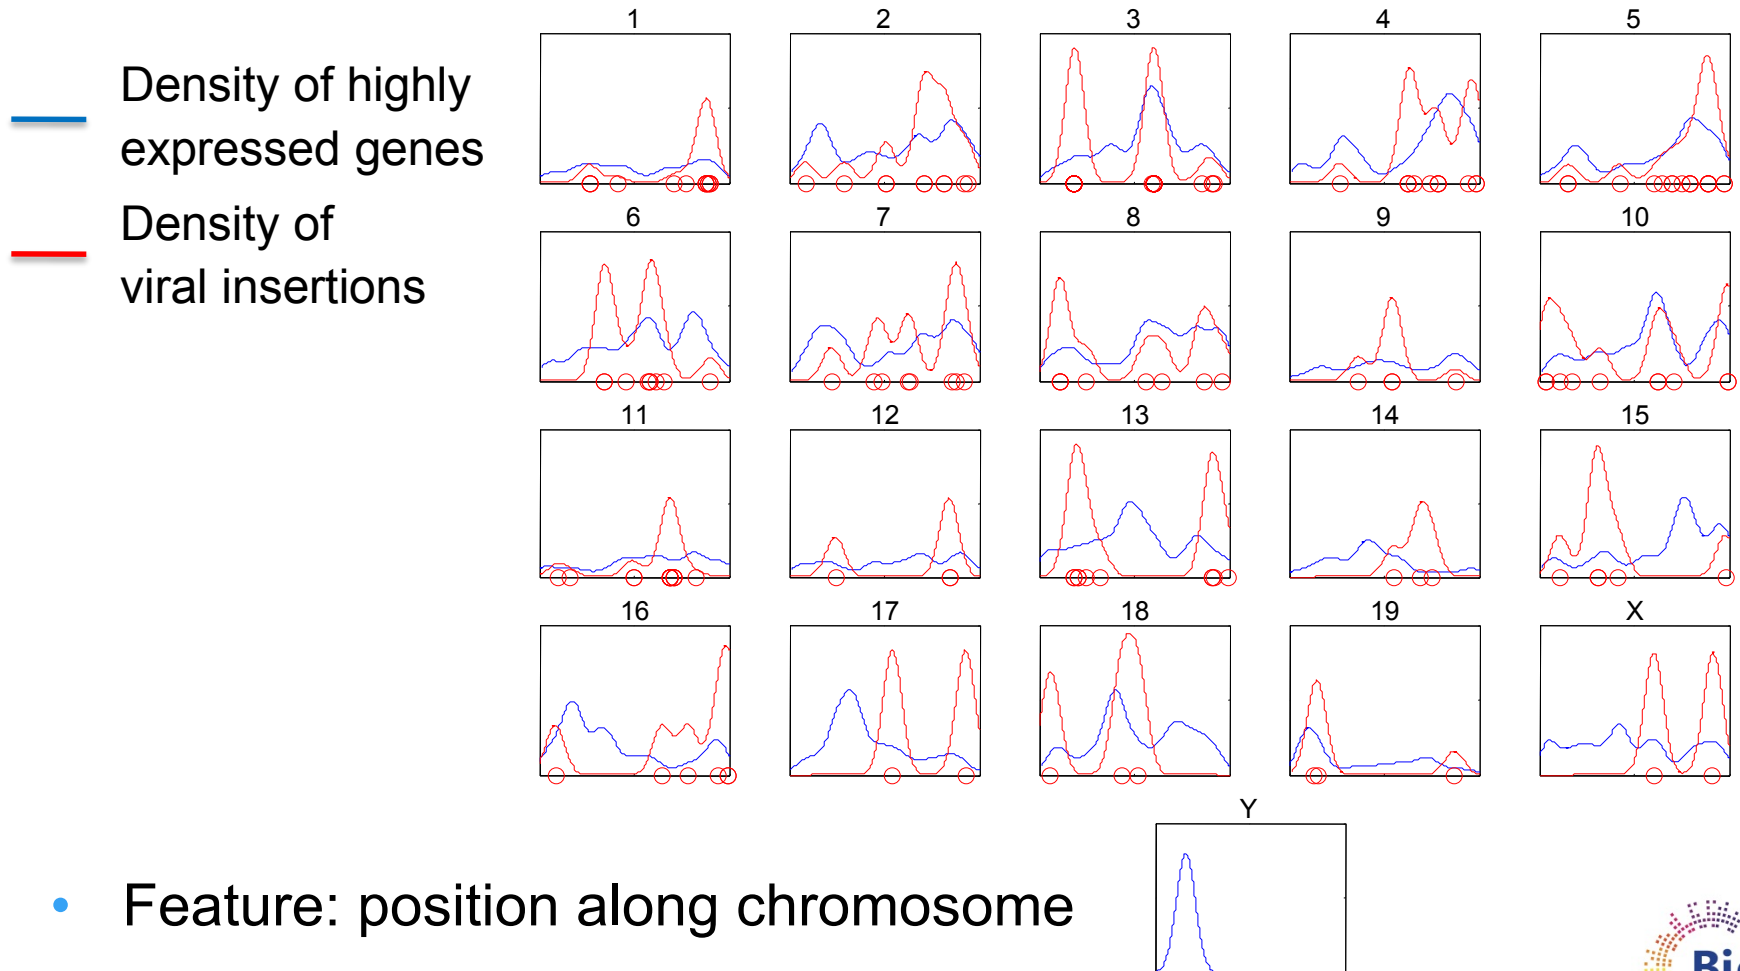 Density of highly
expressed genes
Density of
viral insertions
1 2 3 4 5
6 7 8 9 10
11 12 13 14 15
16 17 18 19 X
Y
• Feature: position along chromosome